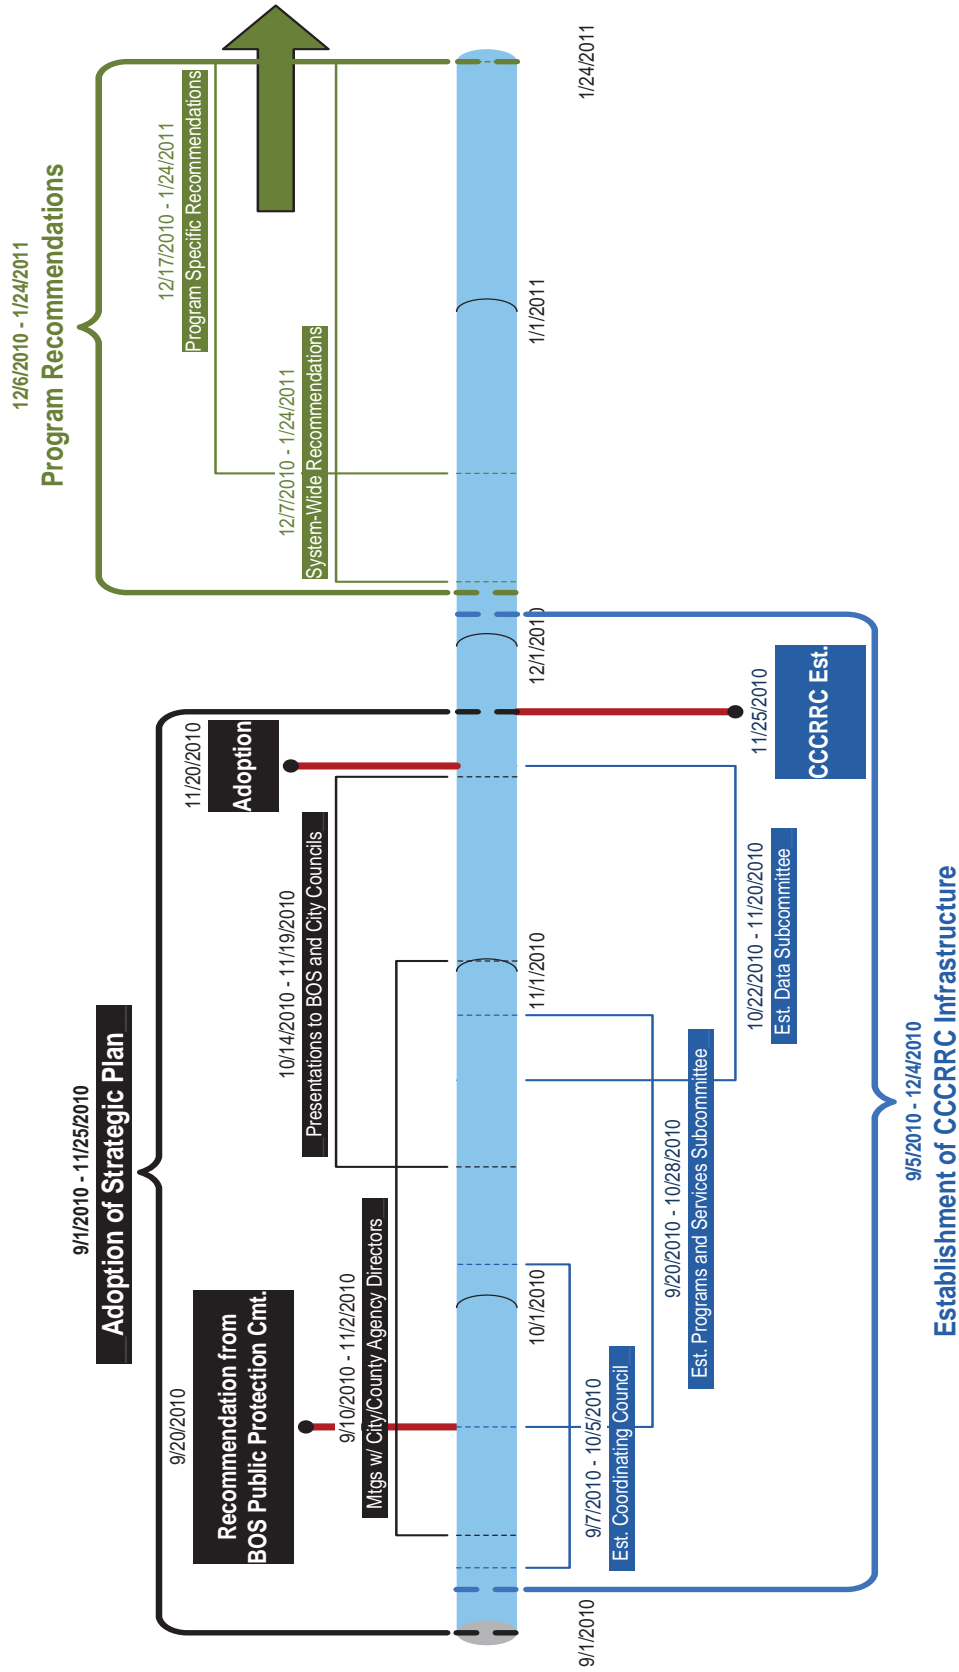 9/1/2010 - 11/25/2010
Adoption of Strategic Plan
12/6/2010 - 1/24/2011
Program Recommendations
9/20/2010
Recommendation from
BOS Public Protection Cmt.
11/20/2010
Adoption
12/17/2010 - 1/24/2011
Program Specific Recommendations
10/14/2010 - 11/19/2010
Presentations to BOS and City Councils
12/7/2010 - 1/24/2011
System-Wide Recommendations
9/10/2010 - 11/2/2010
Mtgs w/ City/County Agency Directors
9/1/2010
10/1/2010
11/1/2010
12/1/2010
1/1/2011
1/24/2011
9/7/2010 - 10/5/2010
Est. Coordinating Council
9/20/2010 - 10/28/2010
Est. Programs and Services Subcommittee
10/22/2010 - 11/20/2010
Est. Data Subcommittee
11/25/2010
CCCRRC Est.
9/5/2010 - 12/4/2010
Establishment of CCCRRC Infrastructure